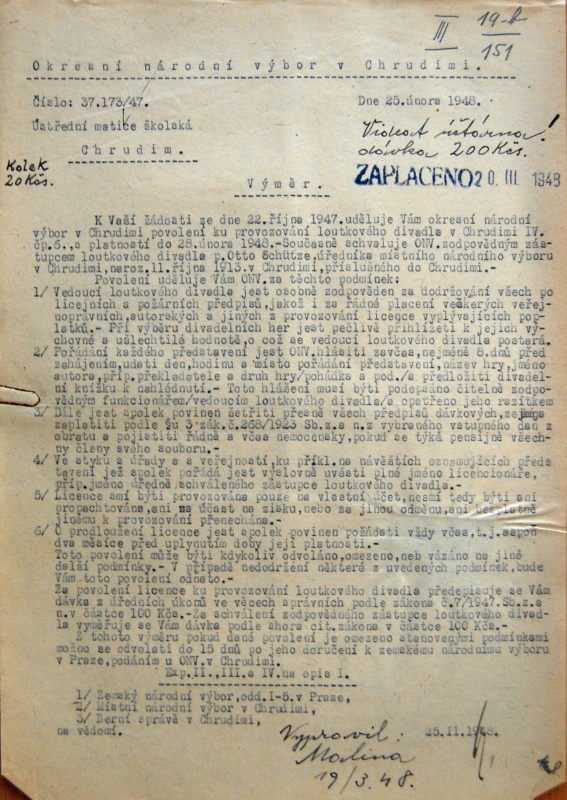 III 19-A
151
Okresní národní výbor v Chrudimi.
Číslo: 37.173/47. Dne 25.února 1948.
Ústřední matice školská
Chrudim.
Viděla účtárna!
dávka 200 Kčs.
Kolek
20 Kčs.
ZAPLACENO 20 III. 1948
Výměr.
K Vaší žádosti ze dne 22.října 1947.uděluje Vám okresní národní
výbor v Chrudimi, povolení ku provozování loutkového divadla v Chrudimi IV.
čp.6.,s platností do 28.února 1948.-Současně schvaluje ONV.zodpovědným zás-
tupcem loutkového divadla p.Otto Schütze,úředníka místního národního výboru
v Chrudimi,naroz.11.října 1913.v Chrudimi,příslušného do Chrudimi.-
Povolení uděluje Vám ONV.za těchto podmínek:
1/ Vedoucí loutkového divadla jest osobně zodpověden za dodržování všech po
licejních a požárních předpisů,jakož i za řádné placení veškerých veřej-
noprávních,autorských a jiných z provozování licence vyplývajících pop-
latků.- Při výběru divadelních her jest pečlivě přihlížeti k jejich vý-
chovné a ušlechtilé hodnotě,o což se vedoucí loutkového divadla postará.
2/ Pořádání každého představení jest ONV.hlásiti zavčas,nejméně 8.dnů před
zahájením,udati den,hodinu a místo pořádání představení,název hry,jméno
autora,příp.překladatele a druh hry/pohádka a pod./a předložiti divadel-
ní knížku k nahlédnutí.- Toto hlášení musí býti podepsáno čitelně zodpo-
vědným funkcionářem/vedoucím loutkového divadla/a opatřeno jeho razítkem
3/ Dále jest spolek povinen šetřiti přesně všech předpisů dávkových,zejména
zaplatiti podle §u 3 zák.č.268/1923 Sb.z.a n.z vybraného vstupného daň z
obratu a pojistiti řádně a včas nemocensky,pokud se týká pensijně všech-
ny členy svého souboru.-
4/ Ve styku s úřady a s veřejností,ku příkl.na návěštích oznamujících předs
tavení jež spolek pořádá jest výslovně uvésti plné jméno licencionáře,
příp.jméno úředně schváleného zástupce loutkového divadla.-
5/ Licence smí býti provozována pouze na vlastní účet,nesmí tedy býti ani
propachtována,ani na účast na zisku,nebo za jinou odměnu,ani bezplatně
jinému k provozování přenechána.-
6/ O prodloužení licence jest spolek povinen požádati vždy včas,t.j.aspoň
dva měsíce před uplynutím doby její platnosti.-
Toto povolení může býti kdykoliv odvoláno,omezeno,neb vázáno na jiné
další podmínky.- V případě nedodržení některé z uvedených podmínek,bude
Vám toto povolení odňato.-
Za povolení licence ku provozování loutkového divadla předepisuje se Vám
dávka z úředních úkonů ve věcech správních podle zákona č.7/1947.Sb.z.a
n.v částce 100 Kčs.-Za schválení zodpovědného zástupce loutkového divad-
la vyměřuje se Vám dávka podle shora cit.zákona v částce 100 Kčs.-
Z tohoto výměru pokud dané povolení je omezeno stanovenými podmínkami
možno se odvolati do 15 dnů po jeho doručení k zemskému národnímu výboru
v Praze,podáním u ONV.v Chrudimi.
Exp.II.,III.a IV.na opis I.
1/ Zemský národní výbor,odd.I-5.v Praze,
2/ Místní národní výbor v Chrudimi,
3/ Berní správě v Chrudimi,
na vědomí. 25.II.1948.
Vypravil:
Malina
19/3.48.